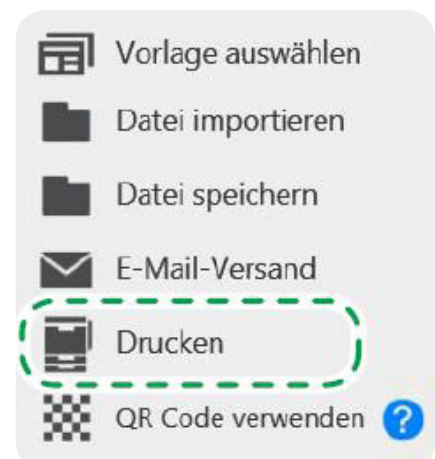 Vorlage auswählen
Datei importieren
Datei speichern
E-Mail-Versand
Drucken
QR Code verwenden ?